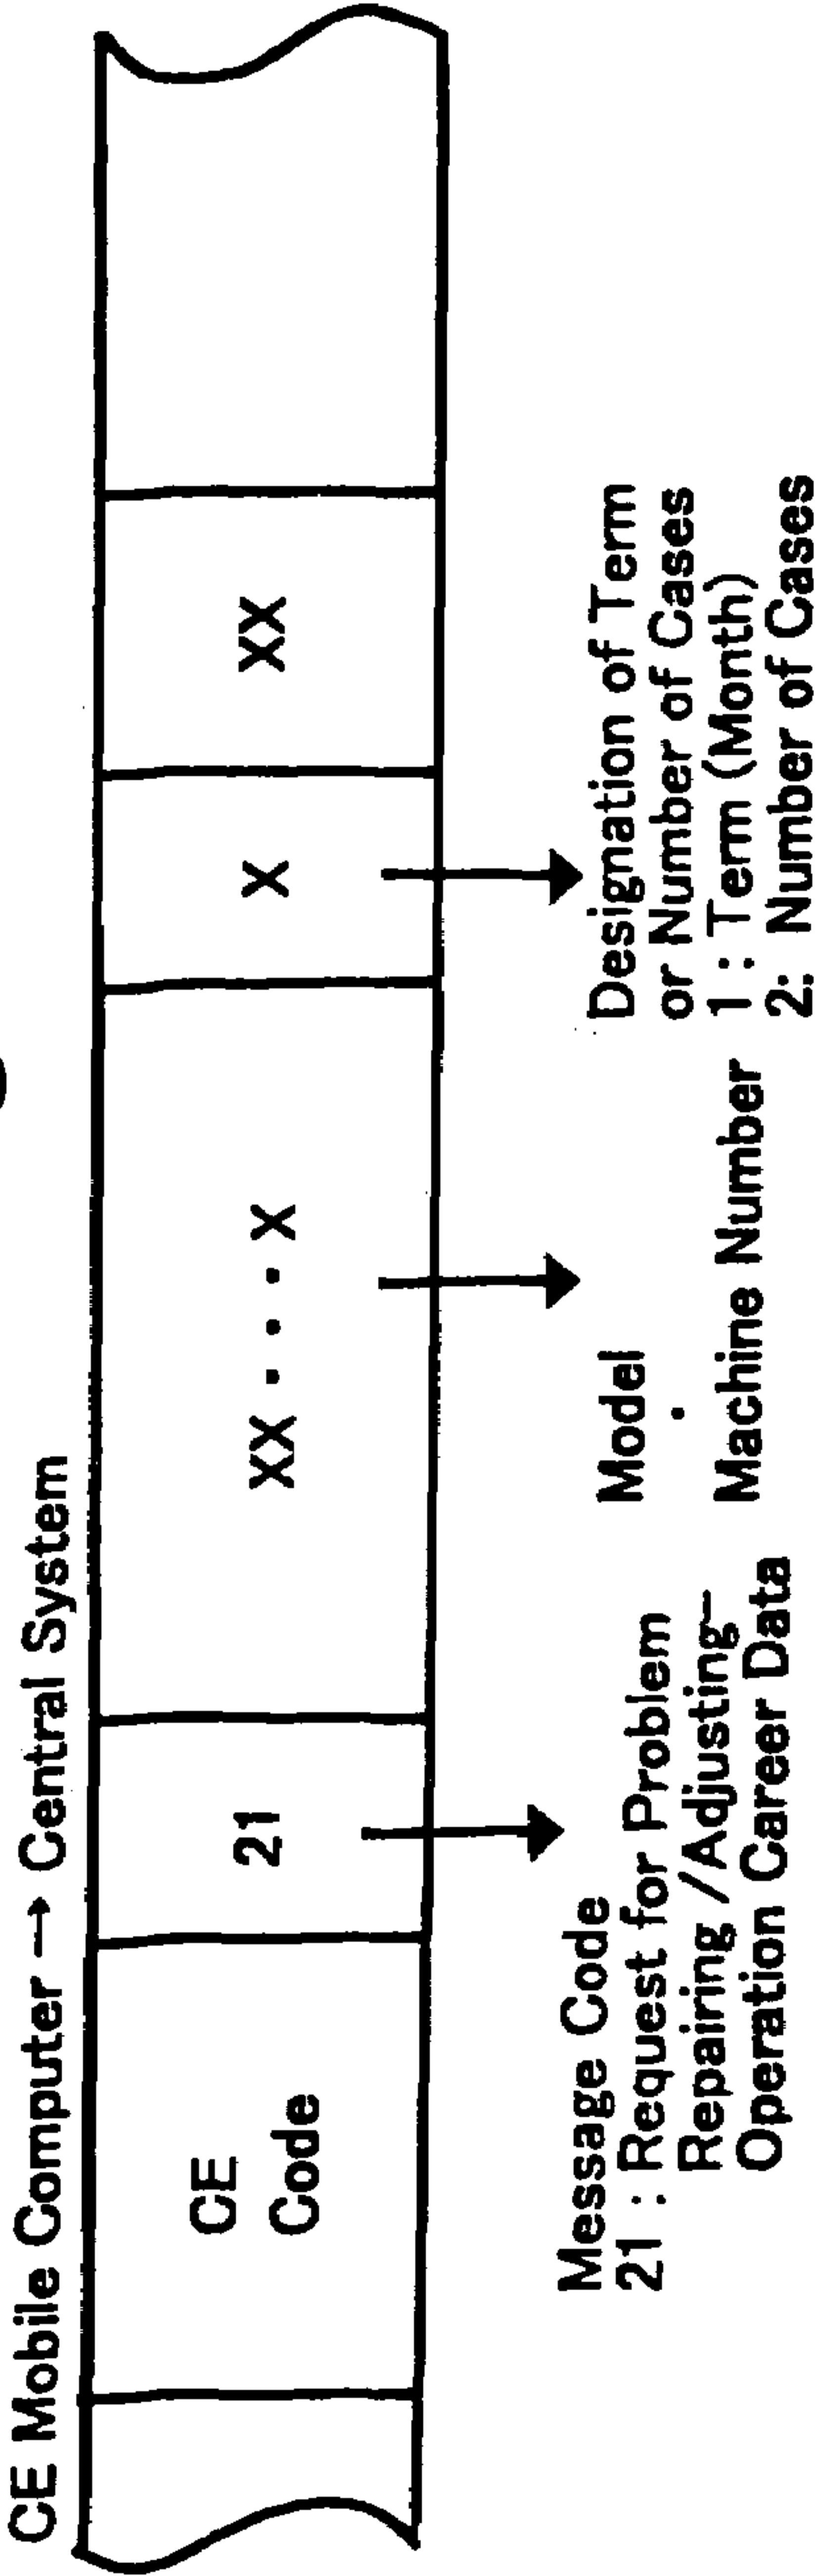 CE Mobile Computer → Central System
CE
Code
21
XX · · · X
X
XX
Message Code
21 : Request for Problem
Repairing /Adjusting-
Operation Career Data
Model
·
Machine Number
Designation of Term
or Number of Cases
1 : Term (Month)
2: Number of Cases